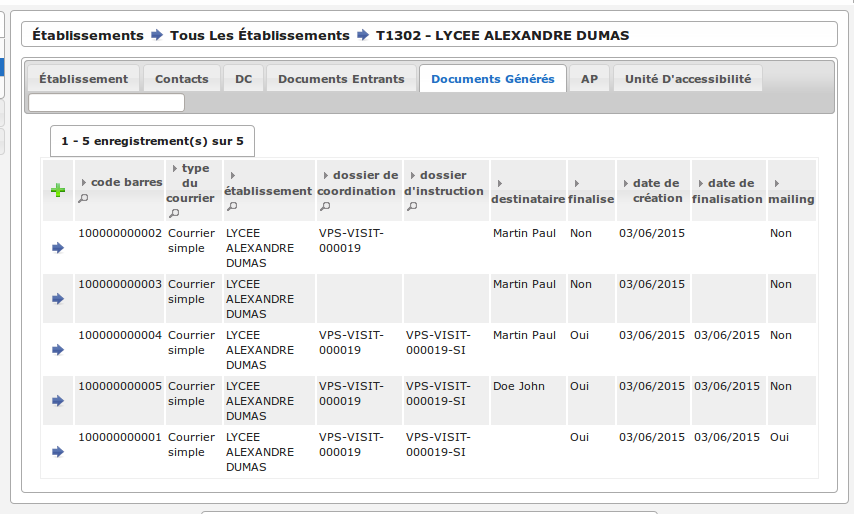 Établissements Tous Les Établissements T1302 - LYCEE ALEXANDRE DUMAS
Établissement Contacts DC Documents Entrants Documents Générés AP Unité D'accessibilité
1 - 5 enregistrement(s) sur 5
code barres
type du courrier
établissement
dossier de coordination
dossier d'instruction
destinataire
finalise
date de création
date de finalisation
mailing
100000000002 Courrier LYCEE VPS-VISIT- Martin Paul Non 03/06/2015 Non
simple ALEXANDRE 000019
DUMAS
100000000003 Courrier LYCEE Martin Paul Non 03/06/2015 Non
simple ALEXANDRE
DUMAS
100000000004 Courrier LYCEE VPS-VISIT- VPS-VISIT- Martin Paul Oui 03/06/2015 03/06/2015 Non
simple ALEXANDRE 000019 000019-SI
DUMAS
100000000005 Courrier LYCEE VPS-VISIT- VPS-VISIT- Doe John Oui 03/06/2015 03/06/2015 Non
simple ALEXANDRE 000019 000019-SI
DUMAS
100000000001 Courrier LYCEE VPS-VISIT- VPS-VISIT- Oui 03/06/2015 03/06/2015 Oui
simple ALEXANDRE 000019 000019-SI
DUMAS